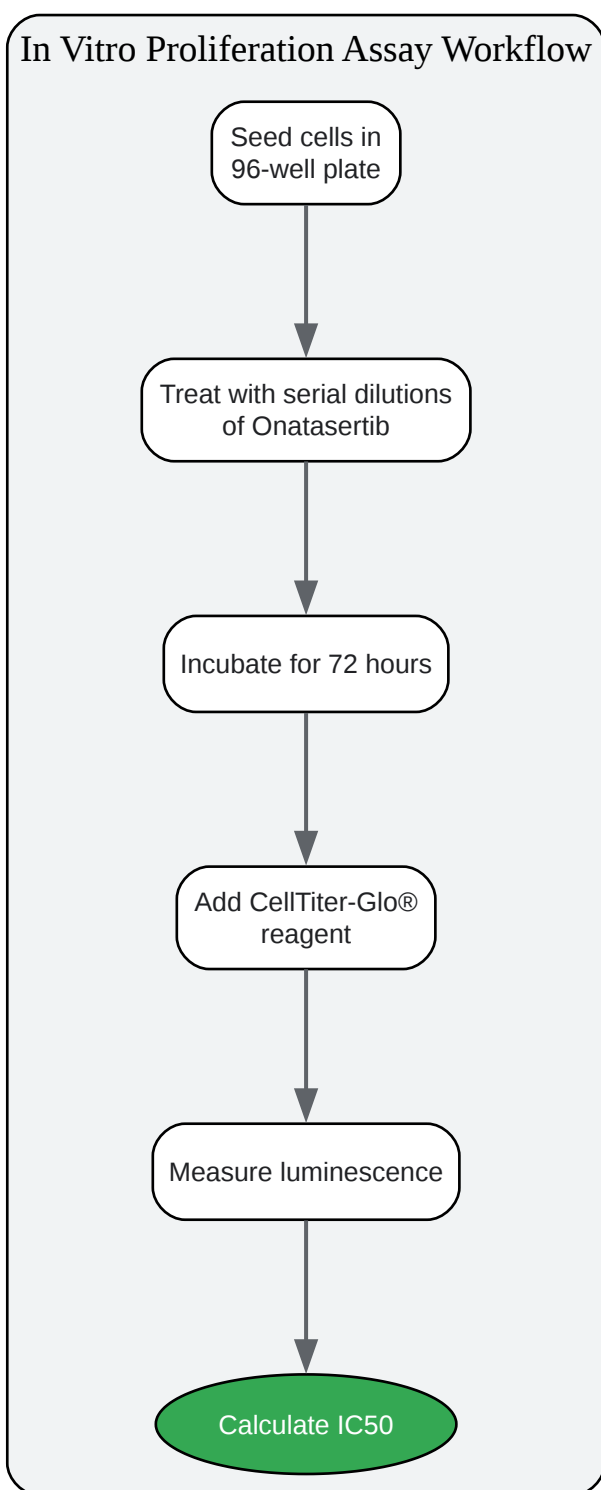 In Vitro Proliferation Assay Workflow
Seed cells in
96-well plate
Treat with serial dilutions
of Onatasertib
Incubate for 72 hours
Add CellTiter-Glo®
reagent
Measure luminescence
Calculate IC50